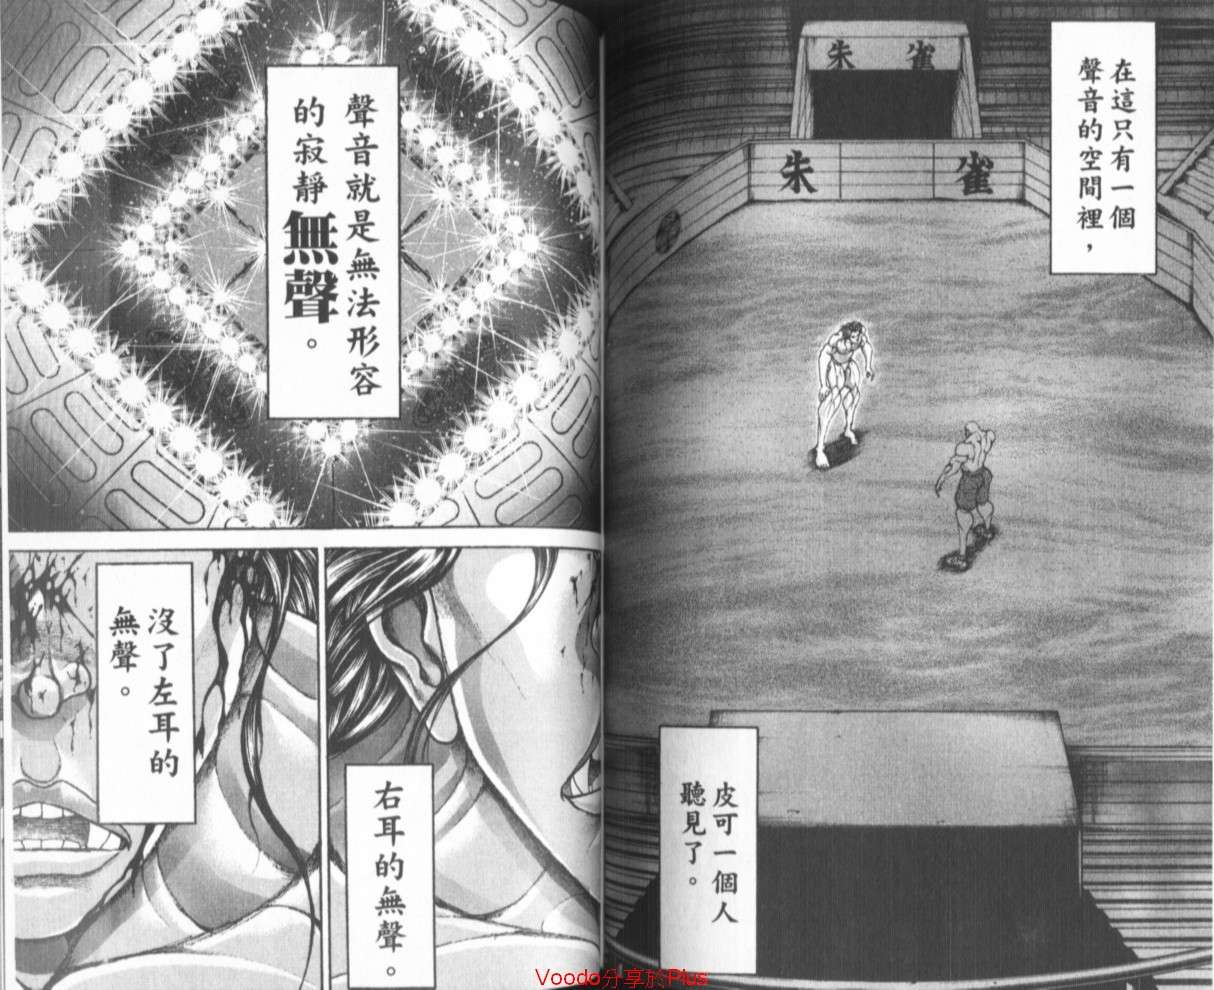 朱雀
朱雀
在這只有一個
聲音的空間裡，
皮可一個人
聽見了。
聲音就是無法形容
的寂靜無聲。
右耳的無聲。
沒了左耳的
無聲。
Voodo分享於Plus